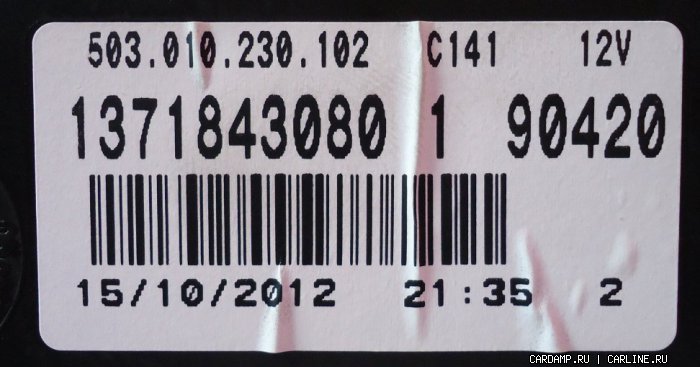 503.010.230.102 C141 12V
1371843080 1 90420
15/10/2012 21:35 2
CARDAMP.RU | CARLINE.RU